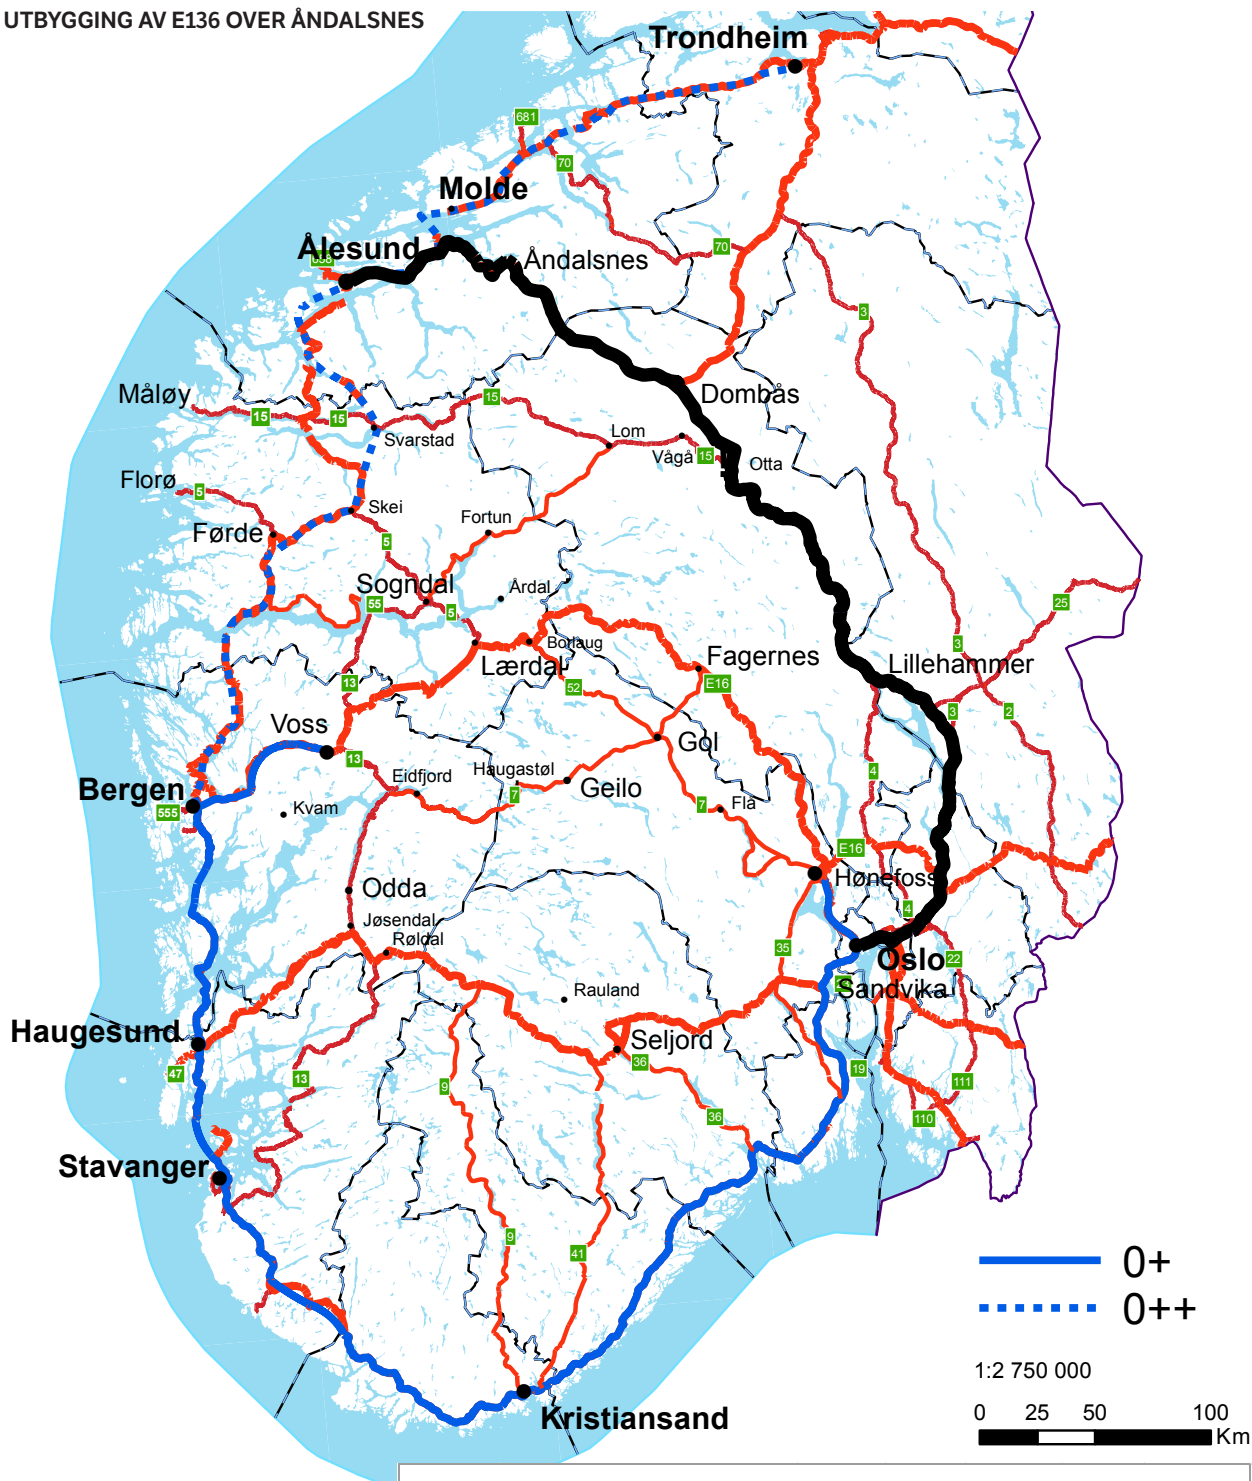 UTBYGGING AV E136 OVER ÅNDALSNES
Trondheim
681
70
Molde
Ålesund
Åndalsnes
70
3
Dombås
Måløy
15
15
15
Svarstad
Lom
Vågå
15
Otta
Florø
5
Skei
Fortun
Førde
5
Sogndal
Årdal
55
5
25
3
Borlaug
Lærdal
Fagernes
Lillehammer
13
52
E16
3
2
Voss
Gol
13
Eidfjord
Haugastøl
4
Bergen
Geilo
7
7
Flå
555
Kvam
E16
Odda
Hønefoss
Jøsendal
4
Røldal
35
Oslo
22
Sandvika
Rauland
Haugesund
Seljord
47
13
9
36
19
111
36
110
Stavanger
9
41
0+
0++
1:2 750 000
0 25 50 100
Km
Kristiansand